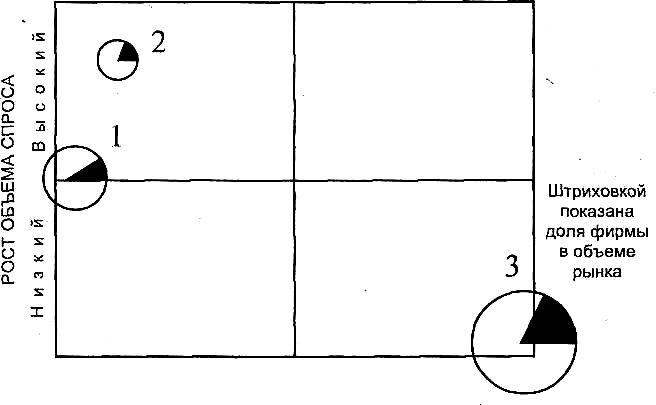 РОСТ ОБЪЕМА СПРОСА
Низкий Высокий
2
1
3
Штриховкой
показана
доля фирмы
в объеме
рынка